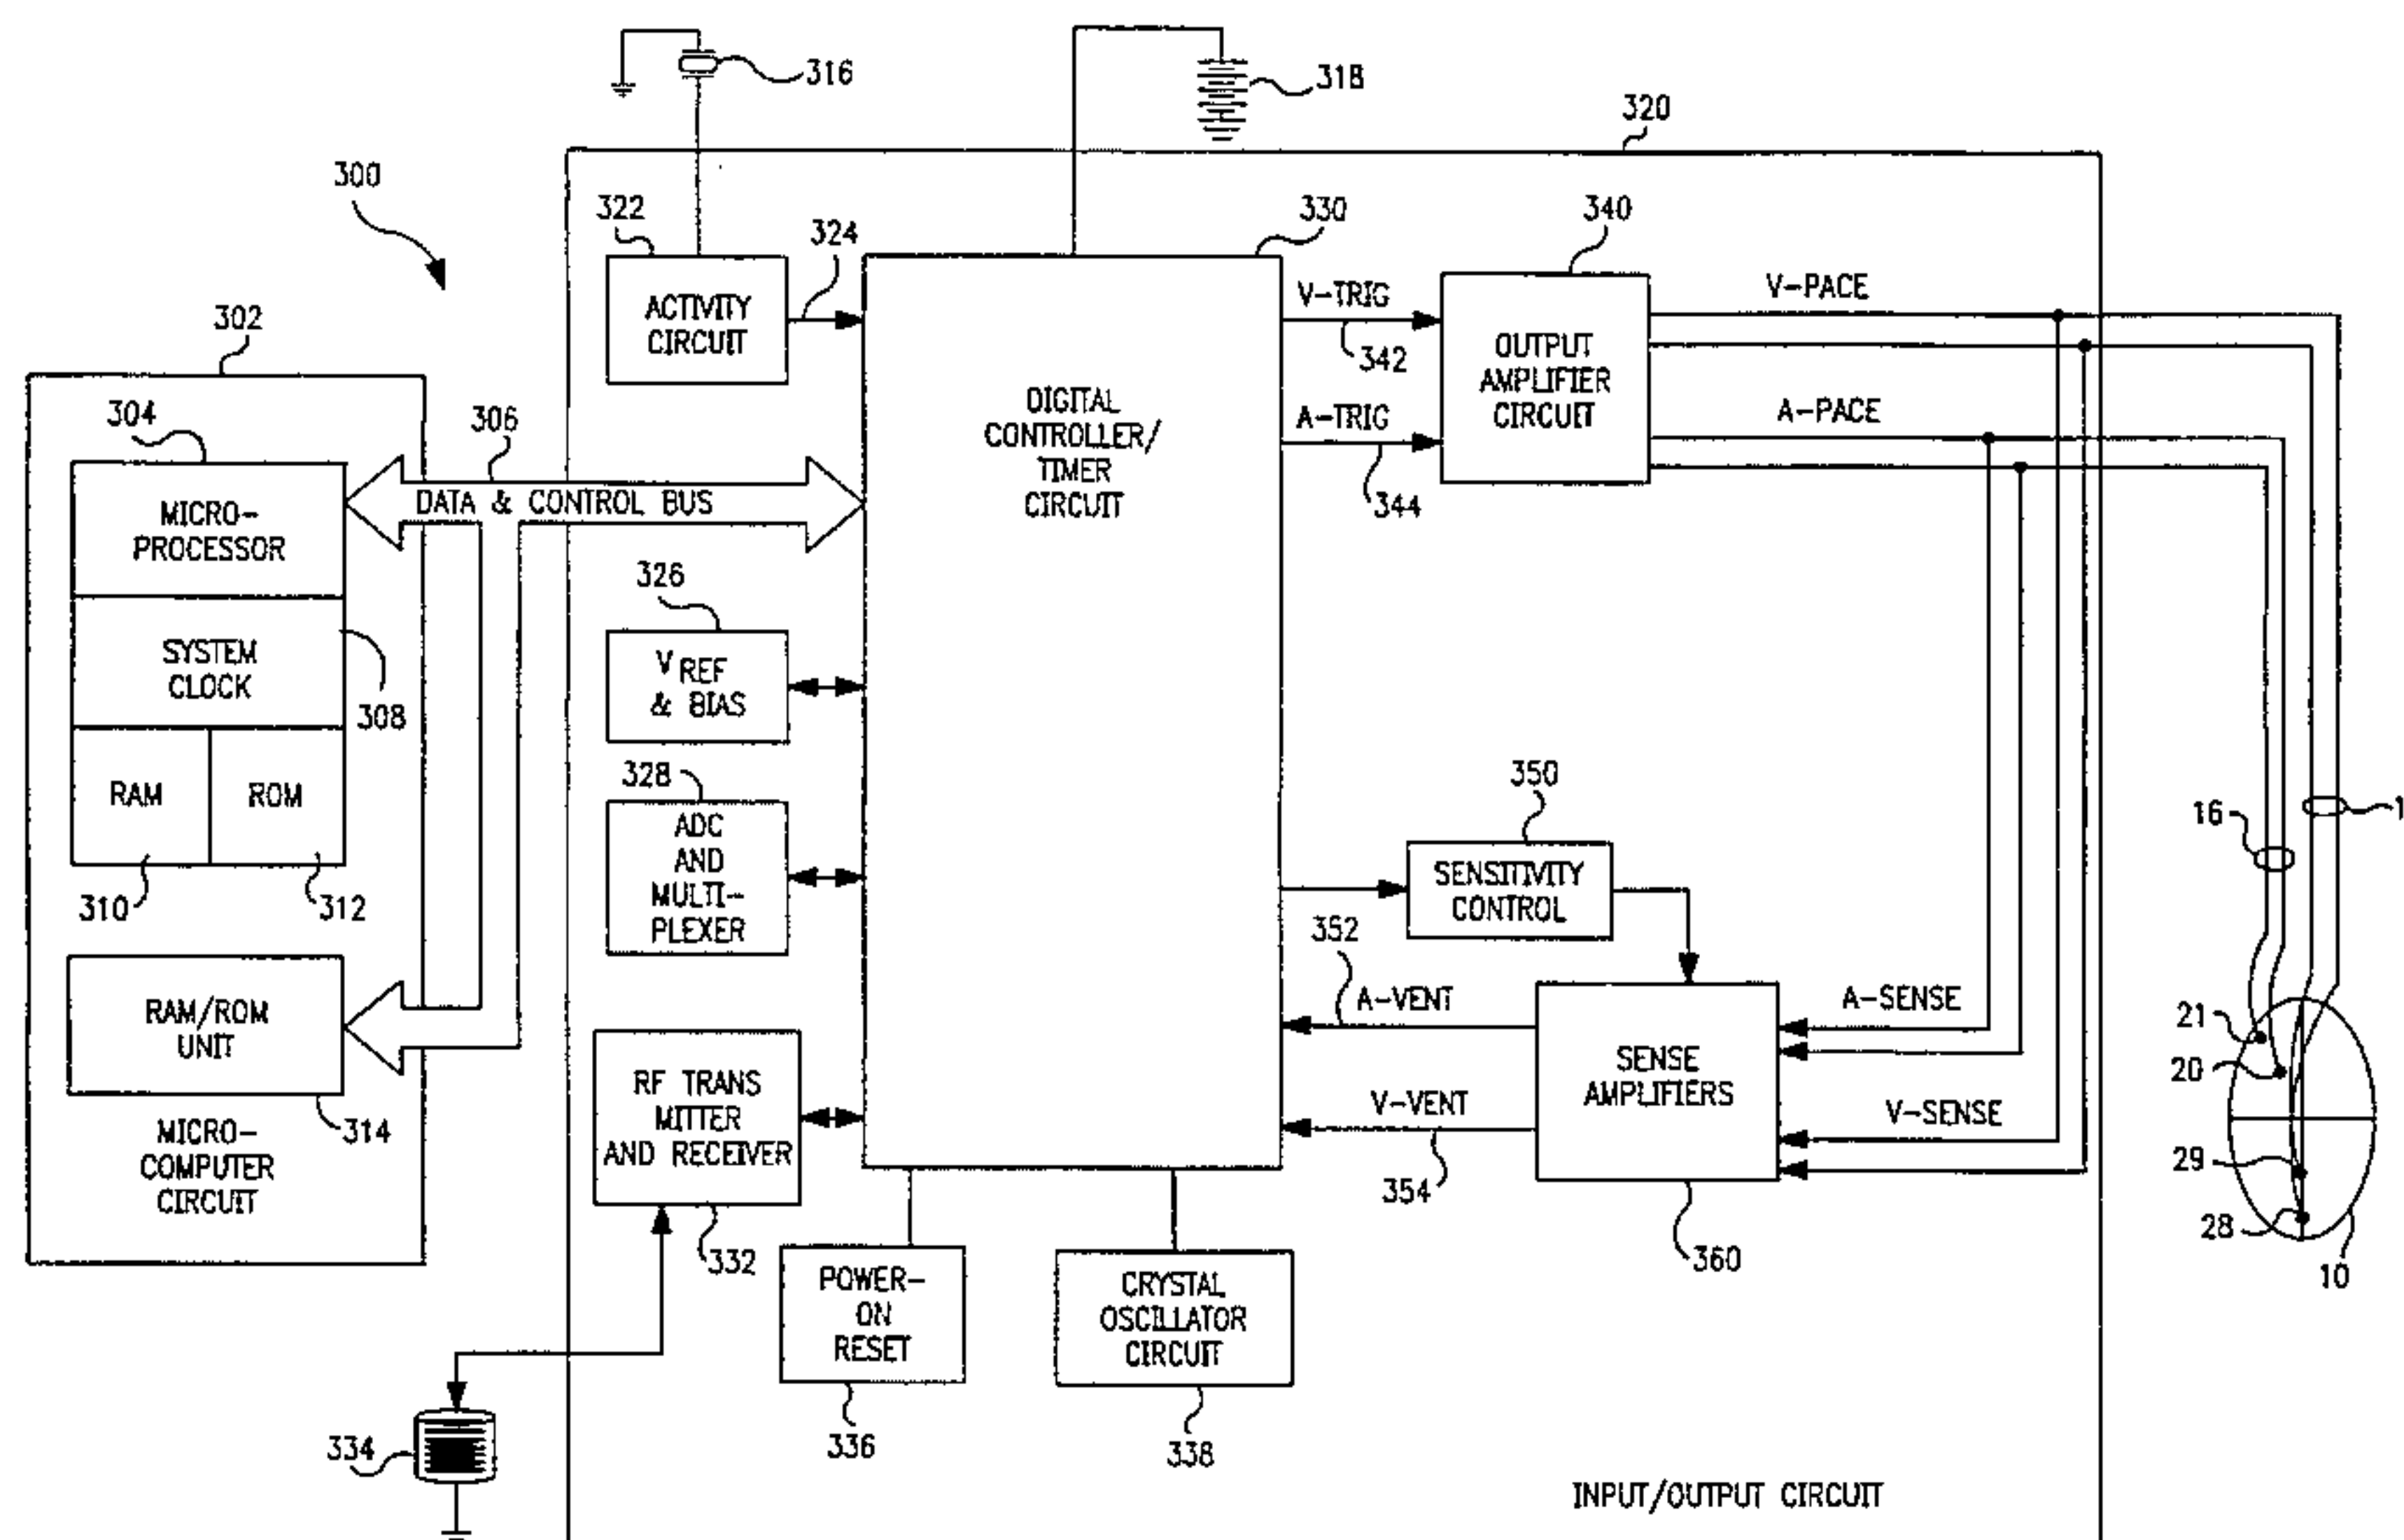 316
318
320
300
322
324
330
340
302
ACTIVITY
CIRCUIT
V-TRIG
342
V-PACE
OUTPUT
AMPLIFIER
CIRCUIT
304
306
DIGITAL
CONTROLLER/
TIMER
CIRCUIT
A-TRIG
344
A-PACE
MICRO-
PROCESSOR
DATA & CONTROL BUS
326
SYSTEM
CLOCK
308
VREF
& BIAS
328
RAM
ROM
310
312
ADC
AND
MULTI-
PLEXER
350
SENSITIVITY
CONTROL
16
1
352
A-VENT
A-SENSE
RAM/ROM
UNIT
314
RF TRANS
MITTER
AND RECEIVER
332
SENSE
AMPLIFIERS
360
V-VENT
354
V-SENSE
21
20
29
28
10
MICRO-
COMPUTER
CIRCUIT
POWER-
ON
RESET
336
CRYSTAL
OSCILLATOR
CIRCUIT
338
334
INPUT/OUTPUT CIRCUIT